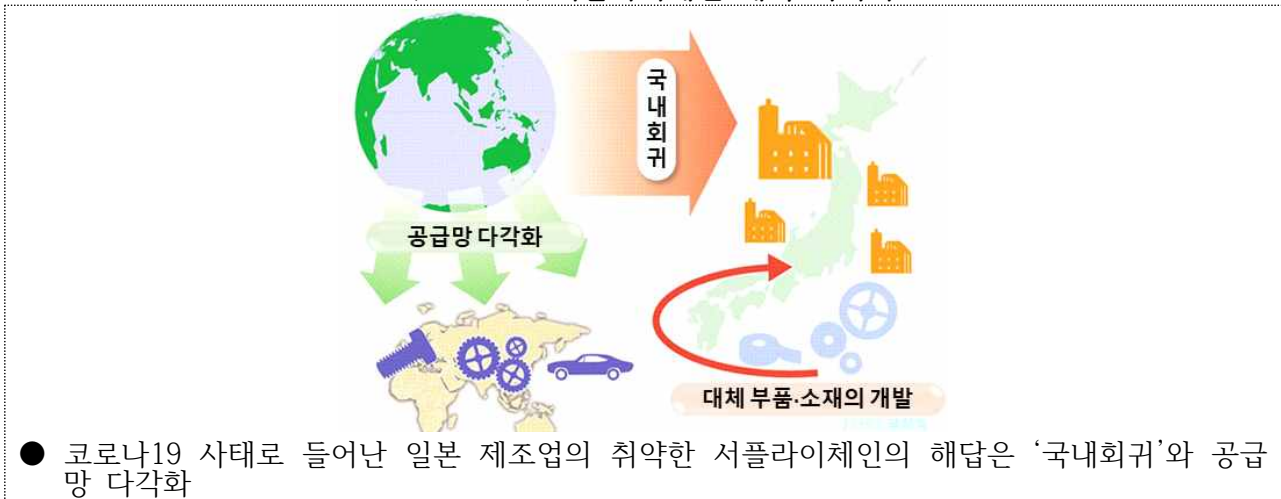 국내회귀
공급망 다각화
대체 부품·소재의 개발
● 코로나19 사태로 들어난 일본 제조업의 취약한 서플라이체인의 해답은 ‘국내회귀’와 공급
망 다각화